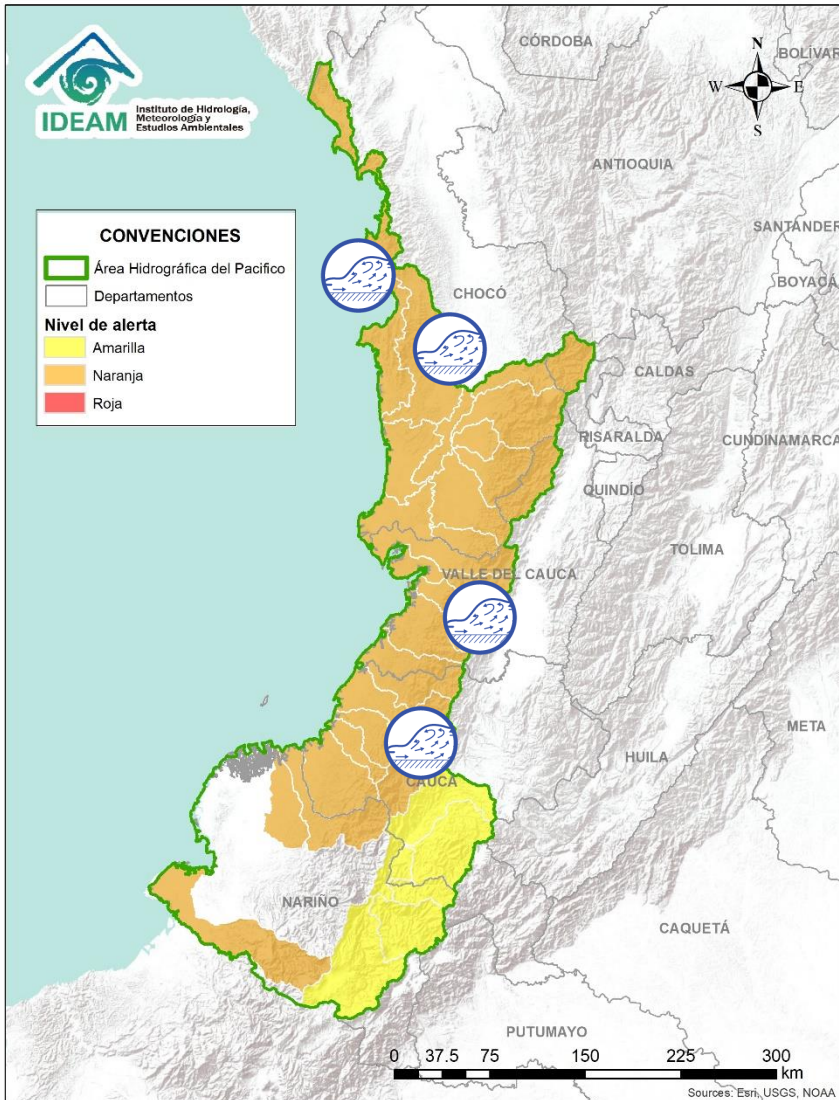 IDEAM
Instituto de Hidrología,
Meteorología y
Estudios Ambientales
CÓRDOBA
BOLÍVAR
N
W E
S
ANTIOQUIA
SANTANDER
BOYACÁ
CONVENCIONES
Área Hidrográfica del Pacifico
Departamentos
Nivel de alerta
Amarilla
Naranja
Roja
CHOCÓ
CALDAS
RISARALDA
CUNDINAMARCA
QUINDÍO
TOLIMA
VALLE DEL CAUCA
META
HUILA
CAUCA
NARIÑO
CAQUETÁ
PUTUMAYO
0 37.5 75 150 225 300
km
Sources: Esri, USGS, NOAA